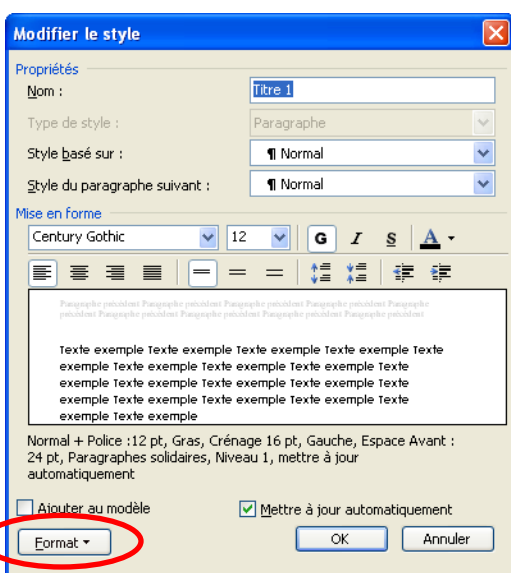 Modifier le style
Propriétés
Nom :
Titre 1
Type de style :
Paragraphe
Style basé sur :
¶ Normal
Style du paragraphe suivant :
¶ Normal
Mise en forme
Century Gothic
12
G I S A
Paragraphe précédent Paragraphe précédent Paragraphe précédent Paragraphe précédent Paragraphe
précédent Paragraphe précédent Paragraphe précédent Paragraphe précédent Paragraphe précédent
Texte exemple Texte exemple Texte exemple Texte exemple Texte
exemple Texte exemple Texte exemple Texte exemple Texte
exemple Texte exemple Texte exemple Texte exemple Texte
exemple Texte exemple Texte exemple Texte exemple Texte
exemple Texte exemple
Normal + Police :12 pt, Gras, Crénage 16 pt, Gauche, Espace Avant :
24 pt, Paragraphes solidaires, Niveau 1, mettre à jour
automatiquement
Ajouter au modèle
Mettre à jour automatiquement
Format
OK
Annuler